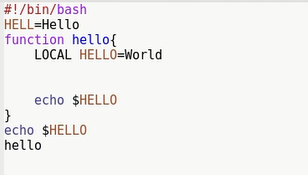 #!/bin/bash
HELL=Hello
function hello{
    LOCAL HELLO=World
    echo $HELLO
}
echo $HELLO
hello